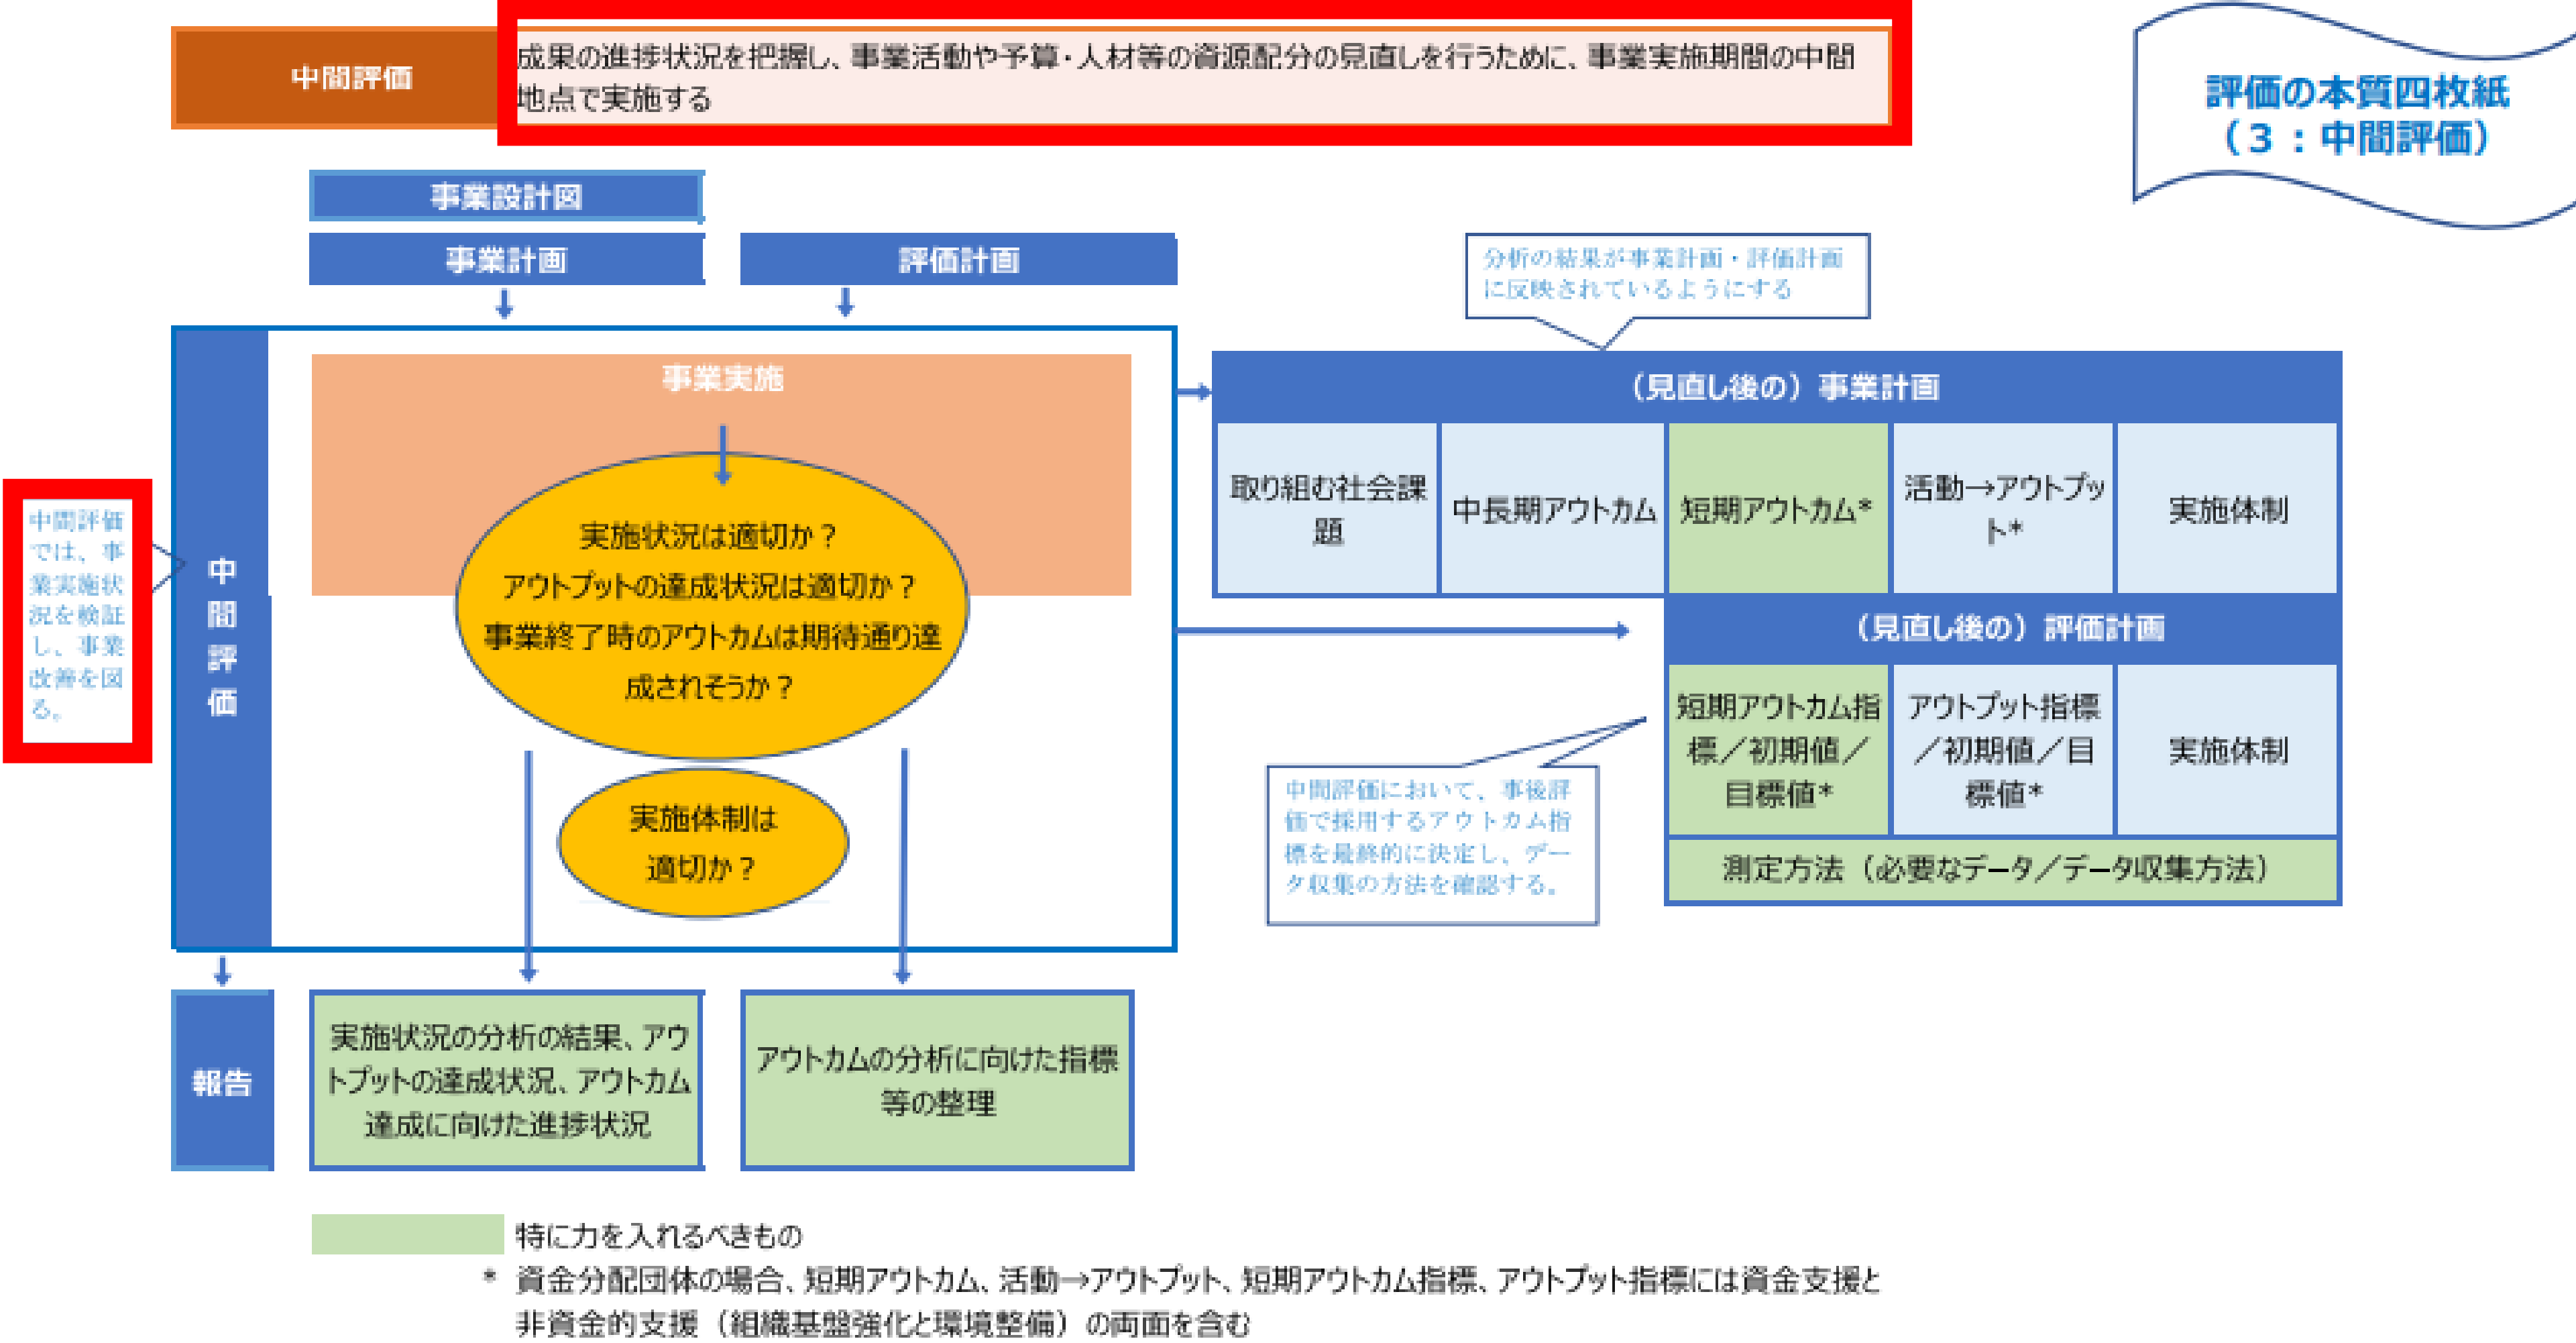 中間評価
成果の進捗状況を把握し、事業活動や予算・人材等の資源配分の見直しを行うために、事業実施期間の中間
地点で実施する
評価の本質四枚紙
（３：中間評価）
事業設計図
事業計画
評価計画
分析の結果が事業計画・評価計画
に反映されているようにする
中間評価
では、事
業実施状
況を検証
し、事業
改善を図
る。
中
間
評
価
事業実施
実施状況は適切か？
アウトプットの達成状況は適切か？
事業終了時のアウトカムは期待通り達
成されそうか？
実施体制は
適切か？
（見直し後の）事業計画
取り組む社会課
題
中長期アウトカム
短期アウトカム*
活動→アウトプッ
ト*
実施体制
（見直し後の）評価計画
短期アウトカム指
標／初期値／
目標値*
アウトプット指標
／初期値／目
標値*
実施体制
測定方法（必要なデータ／データ収集方法）
中間評価において、事後評
価で採用するアウトカム指
標を最終的に決定し、デー
タ収集の方法を確認する。
報告
実施状況の分析の結果、アウ
トプットの達成状況、アウトカム
達成に向けた進捗状況
アウトカムの分析に向けた指標
等の整理
特に力を入れるべきもの
* 資金分配団体の場合、短期アウトカム、活動→アウトプット、短期アウトカム指標、アウトプット指標には資金支援と
非資金的支援（組織基盤強化と環境整備）の両面を含む